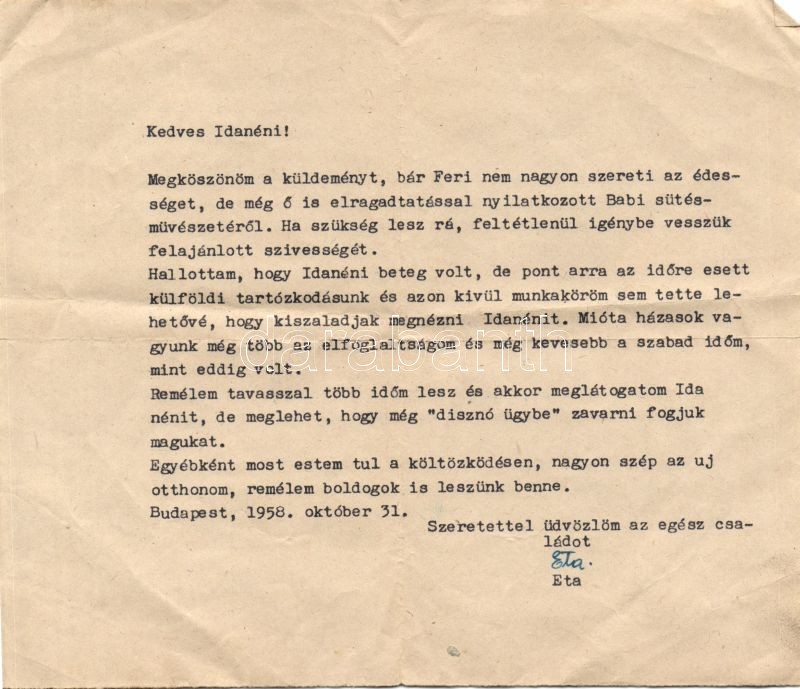 Kedves Idanéni!
Megköszönöm a küldeményt, bár Feri nem nagyon szereti az édes-
séget, de még ő is elragadtatással nyilatkozott Babi sütés-
müvészetéről. Ha szükség lesz rá, feltétlenül igénybe vesszük
felajánlott szivességét.
Hallottam, hogy Idanéni beteg volt, de pont arra az időre esett
külföldi tartózkodásunk és azon kivül munkaköröm sem tette le-
hetővé, hogy kiszaladjak megnézni Idanénit. Mióta házasok va-
gyunk még több az elfoglaltságom és még kevesebb a szabad időm,
mint eddig volt.
Remélem tavasszal több időm lesz és akkor meglátogatom Ida
nénit, de meglehet, hogy még "disznó ügybe" zavarni fogjuk
magukat.
Egyébként most estem tul a költözködésen, nagyon szép az uj
otthonom, remélem boldogok is leszünk benne.
Budapest, 1958. október 31.
Szeretettel üdvözlöm az egész csa-
ládot
Eta.
Eta
darabanth